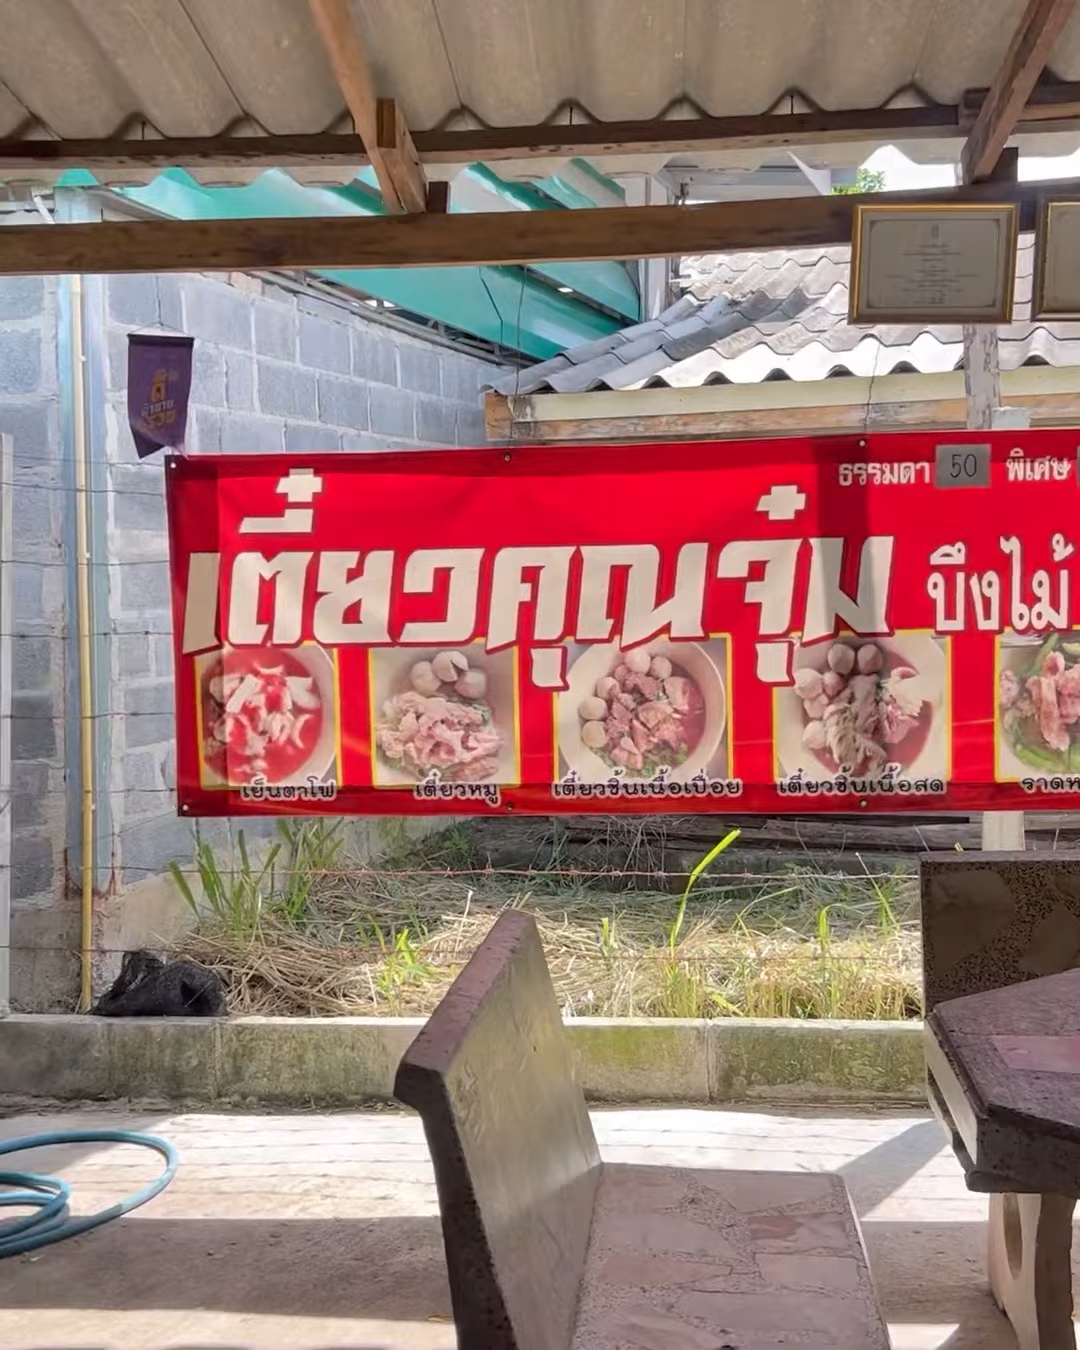 ธรรมดา 50 พิเศษ
เตี๋ยวคุณจุ๋ม บึงไม้
เย็นตาโฟ
เตี๋ยวหมู
เตี๋ยวชิ้นเนื้อเปื่อย
เตี๋ยวชิ้นเนื้อสด